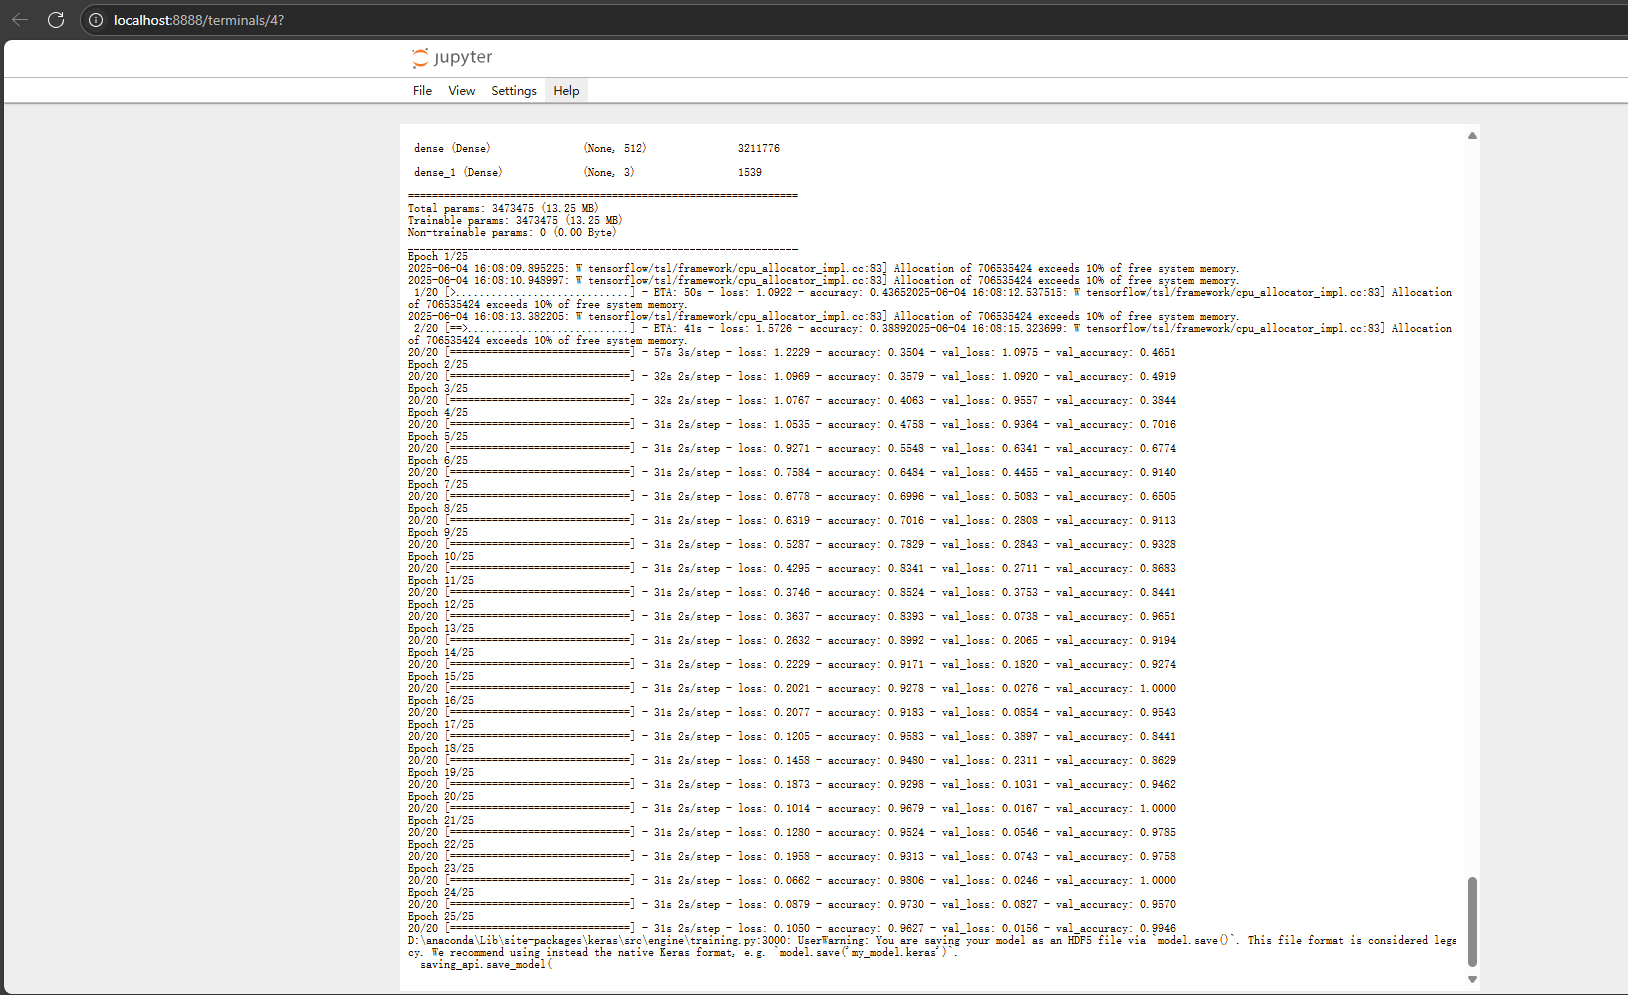 localhost:8888/terminals/4?
jupyter
File View Settings Help
dense (Dense) (None, 512) 3211776
dense_1 (Dense) (None, 3) 1539
=================================================================
Total params: 3473475 (13.25 MB)
Trainable params: 3473475 (13.25 MB)
Non-trainable params: 0 (0.00 Byte)
_________________________________________________________________
Epoch 1/25
2025-06-04 16:08:09.895225: W tensorflow/tsl/framework/cpu_allocator_impl.cc:83] Allocation of 706535424 exceeds 10% of free system memory.
2025-06-04 16:08:10.948997: W tensorflow/tsl/framework/cpu_allocator_impl.cc:83] Allocation of 706535424 exceeds 10% of free system memory.
1/20 [>.............................] - ETA: 50s - loss: 1.0922 - accuracy: 0.43652025-06-04 16:08:12.537515: W tensorflow/tsl/framework/cpu_allocator_impl.cc:83] Allocation
of 706535424 exceeds 10% of free system memory.
2025-06-04 16:08:13.382205: W tensorflow/tsl/framework/cpu_allocator_impl.cc:83] Allocation of 706535424 exceeds 10% of free system memory.
2/20 [==>...........................] - ETA: 41s - loss: 1.5726 - accuracy: 0.38892025-06-04 16:08:15.323699: W tensorflow/tsl/framework/cpu_allocator_impl.cc:83] Allocation
of 706535424 exceeds 10% of free system memory.
20/20 [==============================] - 57s 3s/step - loss: 1.2229 - accuracy: 0.3504 - val_loss: 1.0975 - val_accuracy: 0.4651
Epoch 2/25
20/20 [==============================] - 32s 2s/step - loss: 1.0969 - accuracy: 0.3579 - val_loss: 1.0920 - val_accuracy: 0.4919
Epoch 3/25
20/20 [==============================] - 32s 2s/step - loss: 1.0767 - accuracy: 0.4063 - val_loss: 0.9557 - val_accuracy: 0.3844
Epoch 4/25
20/20 [==============================] - 31s 2s/step - loss: 1.0535 - accuracy: 0.4758 - val_loss: 0.9364 - val_accuracy: 0.7016
Epoch 5/25
20/20 [==============================] - 31s 2s/step - loss: 0.9271 - accuracy: 0.5548 - val_loss: 0.6341 - val_accuracy: 0.6774
Epoch 6/25
20/20 [==============================] - 31s 2s/step - loss: 0.7584 - accuracy: 0.6484 - val_loss: 0.4455 - val_accuracy: 0.9140
Epoch 7/25
20/20 [==============================] - 31s 2s/step - loss: 0.6778 - accuracy: 0.6996 - val_loss: 0.5083 - val_accuracy: 0.6505
Epoch 8/25
20/20 [==============================] - 31s 2s/step - loss: 0.6319 - accuracy: 0.7016 - val_loss: 0.2808 - val_accuracy: 0.9113
Epoch 9/25
20/20 [==============================] - 31s 2s/step - loss: 0.5287 - accuracy: 0.7829 - val_loss: 0.2843 - val_accuracy: 0.9328
Epoch 10/25
20/20 [==============================] - 31s 2s/step - loss: 0.4295 - accuracy: 0.8341 - val_loss: 0.2711 - val_accuracy: 0.8683
Epoch 11/25
20/20 [==============================] - 31s 2s/step - loss: 0.3746 - accuracy: 0.8524 - val_loss: 0.3753 - val_accuracy: 0.8441
Epoch 12/25
20/20 [==============================] - 31s 2s/step - loss: 0.3637 - accuracy: 0.8393 - val_loss: 0.0738 - val_accuracy: 0.9651
Epoch 13/25
20/20 [==============================] - 31s 2s/step - loss: 0.2632 - accuracy: 0.8992 - val_loss: 0.2065 - val_accuracy: 0.9194
Epoch 14/25
20/20 [==============================] - 31s 2s/step - loss: 0.2229 - accuracy: 0.9171 - val_loss: 0.1820 - val_accuracy: 0.9274
Epoch 15/25
20/20 [==============================] - 31s 2s/step - loss: 0.2021 - accuracy: 0.9278 - val_loss: 0.0276 - val_accuracy: 1.0000
Epoch 16/25
20/20 [==============================] - 31s 2s/step - loss: 0.2077 - accuracy: 0.9183 - val_loss: 0.0854 - val_accuracy: 0.9543
Epoch 17/25
20/20 [==============================] - 31s 2s/step - loss: 0.1205 - accuracy: 0.9583 - val_loss: 0.3897 - val_accuracy: 0.8441
Epoch 18/25
20/20 [==============================] - 31s 2s/step - loss: 0.1458 - accuracy: 0.9480 - val_loss: 0.2311 - val_accuracy: 0.8629
Epoch 19/25
20/20 [==============================] - 31s 2s/step - loss: 0.1873 - accuracy: 0.9298 - val_loss: 0.1031 - val_accuracy: 0.9462
Epoch 20/25
20/20 [==============================] - 31s 2s/step - loss: 0.1014 - accuracy: 0.9679 - val_loss: 0.0167 - val_accuracy: 1.0000
Epoch 21/25
20/20 [==============================] - 31s 2s/step - loss: 0.1280 - accuracy: 0.9524 - val_loss: 0.0546 - val_accuracy: 0.9785
Epoch 22/25
20/20 [==============================] - 31s 2s/step - loss: 0.1958 - accuracy: 0.9313 - val_loss: 0.0743 - val_accuracy: 0.9758
Epoch 23/25
20/20 [==============================] - 31s 2s/step - loss: 0.0662 - accuracy: 0.9806 - val_loss: 0.0246 - val_accuracy: 1.0000
Epoch 24/25
20/20 [==============================] - 31s 2s/step - loss: 0.0879 - accuracy: 0.9730 - val_loss: 0.0827 - val_accuracy: 0.9570
Epoch 25/25
20/20 [==============================] - 31s 2s/step - loss: 0.1050 - accuracy: 0.9627 - val_loss: 0.0156 - val_accuracy: 0.9946
D:\anaconda\Lib\site-packages\keras\src\engine\training.py:3000: UserWarning: You are saving your model as an HDF5 file via `model.save()`. This file format is considered lega
cy. We recommend using instead the native Keras format, e.g. `model.save('my_model.keras')`.
saving_api.save_model(